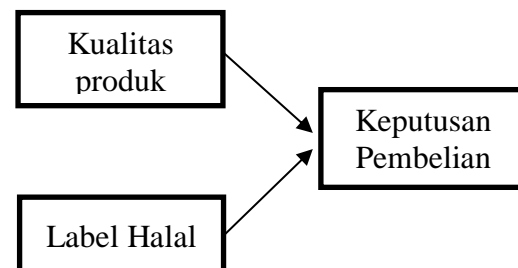 Kualitas
produk
Keputusan
Pembelian
Label Halal